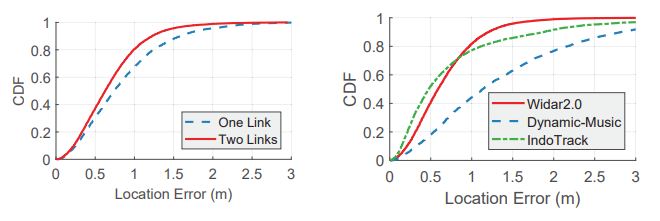 1
0.8
0.6
0.4
0.2
0
CDF
0 0.5 1 1.5 2 2.5 3
Location Error (m)
One Link
Two Links
1
0.8
0.6
0.4
0.2
0
CDF
0 0.5 1 1.5 2 2.5 3
Location Error (m)
Widar2.0
Dynamic-Music
IndoTrack